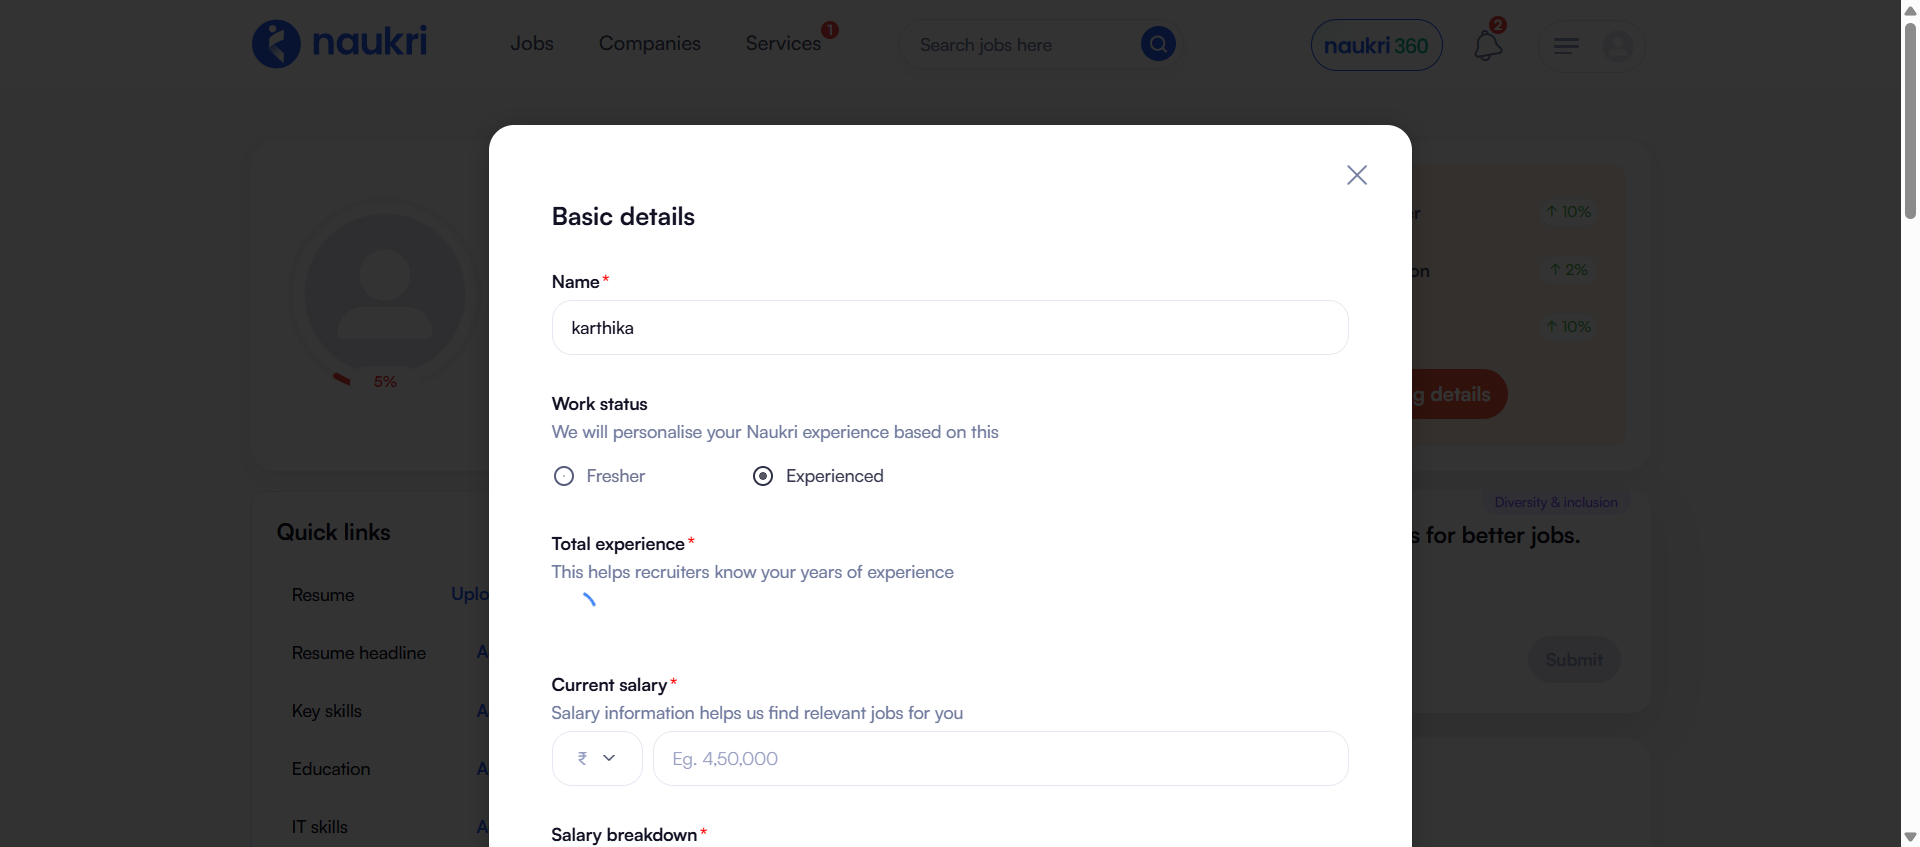 naukri
Jobs
Companies
Services
1
Search jobs here
naukri 360
2
Basic details
Name*
karthika
Work status
We will personalise your Naukri experience based on this
Fresher
Experienced
Total experience*
This helps recruiters know your years of experience
Current salary*
Salary information helps us find relevant jobs for you
₹
Eg. 4,50,000
Salary breakdown*
5%
Quick links
Resume
Uplo
Resume headline
A
Key skills
A
Education
A
IT skills
A
r
↑ 10%
on
↑ 2%
↑ 10%
g details
Diversity & inclusion
s for better jobs.
Submit